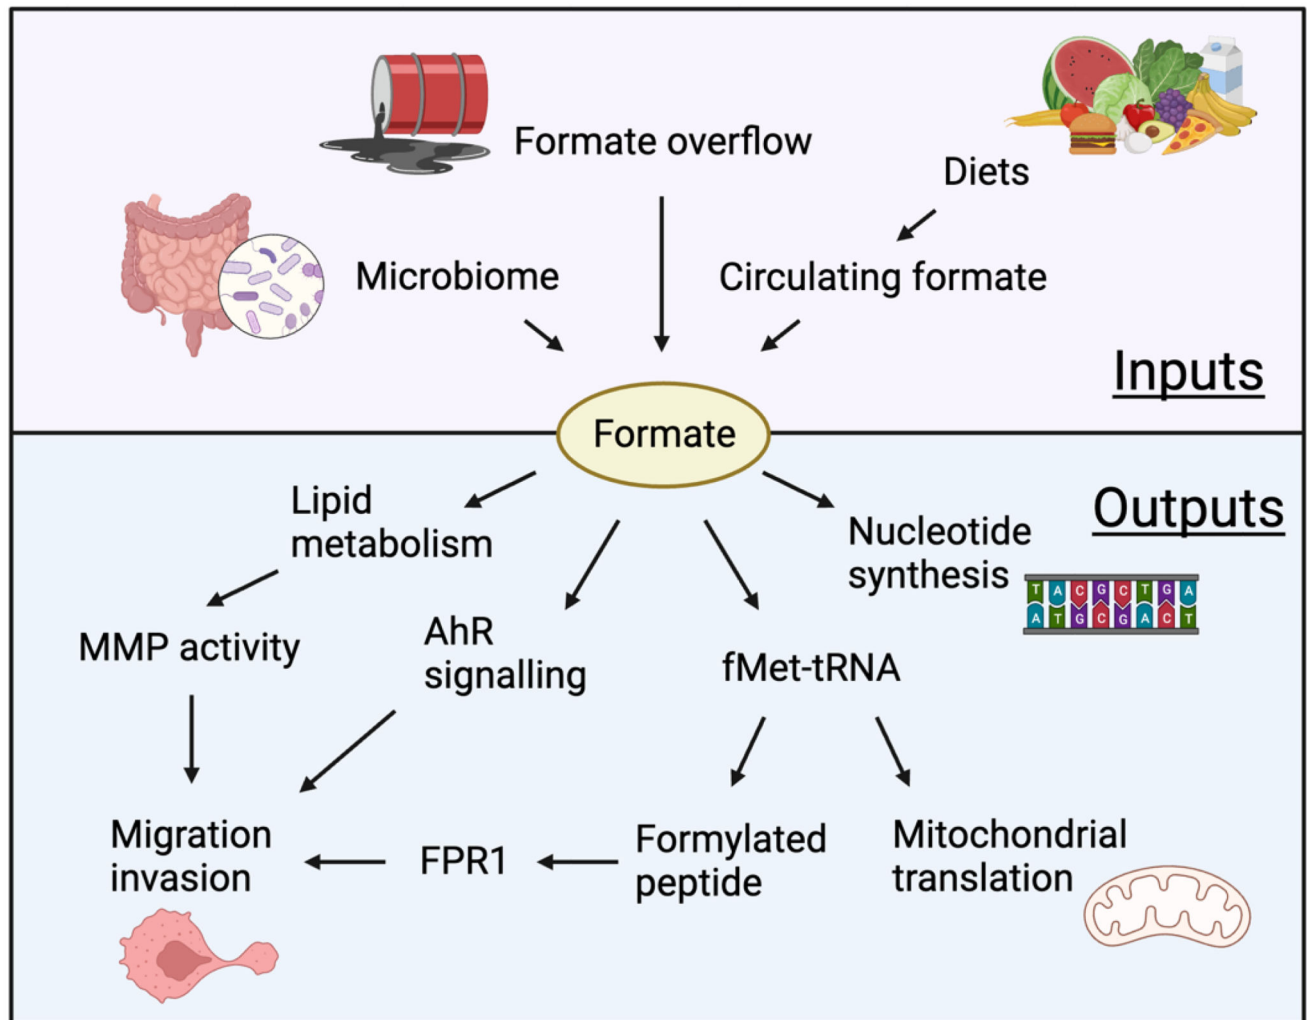 Formate overflow
Diets
Microbiome
Circulating formate
Inputs
Formate
Outputs
Lipid
metabolism
Nucleotide
synthesis
T A C G C T G A
A T G C G A C T
MMP activity
AhR
signalling
fMet-tRNA
Migration
invasion
FPR1
Formylated
peptide
Mitochondrial
translation